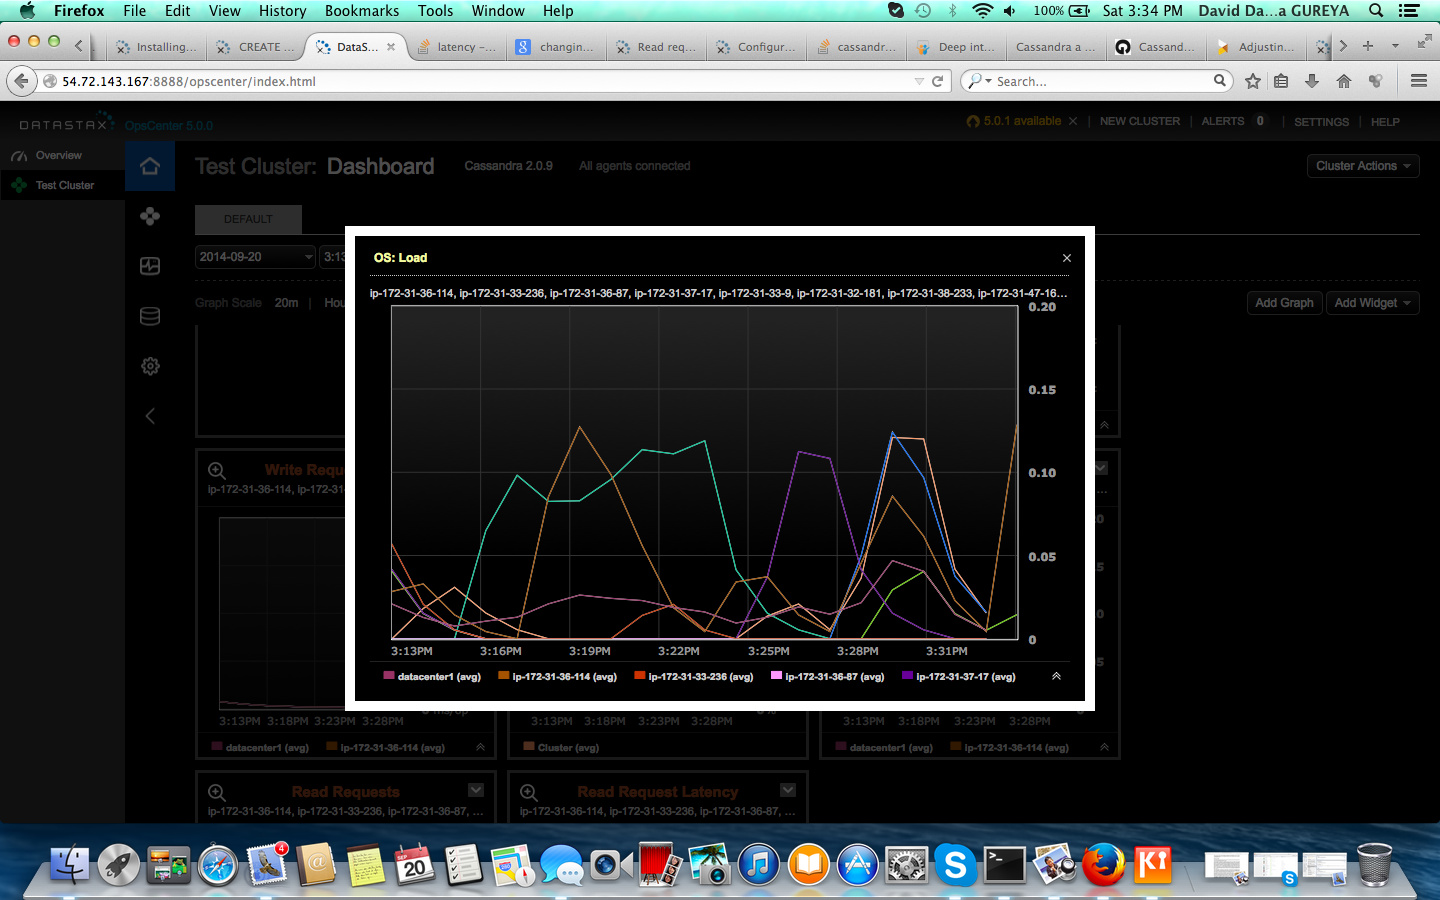 Firefox File Edit View History Bookmarks Tools Window Help 100% Sat 3:34 PM David Da...a GUREYA
Installing... CREATE ... DataS... latency –... changin... Read req... Configur... cassandr... Deep int... Cassandra a ... Cassand... Adjustin...
54.72.143.167:8888/opscenter/index.html Search...
DATASTAX OpsCenter 5.0.0 5.0.1 available × NEW CLUSTER | ALERTS 0 | SETTINGS | HELP
Overview
Test Cluster
Test Cluster: Dashboard Cassandra 2.0.9 All agents connected Cluster Actions
DEFAULT
2014-09-20 3:13
Graph Scale 20m | Hou Add Graph Add Widget
OS: Load ×
ip-172-31-36-114, ip-172-31-33-236, ip-172-31-36-87, ip-172-31-37-17, ip-172-31-33-9, ip-172-31-32-181, ip-172-31-38-233, ip-172-31-47-16...
0.20
0.15
0.10
0.05
0
3:13PM 3:16PM 3:19PM 3:22PM 3:25PM 3:28PM 3:31PM
datacenter1 (avg) ip-172-31-36-114 (avg) ip-172-31-33-236 (avg) ip-172-31-36-87 (avg) ip-172-31-37-17 (avg)
Write Requ
ip-172-31-36-114, ip-172-31
3:13PM 3:18PM 3:23PM 3:28PM
datacenter1 (avg) ip-172-31-36-114 (avg)
3:13PM 3:18PM 3:23PM 3:28PM
Cluster (avg)
3:13PM 3:18PM 3:23PM 3:28PM
datacenter1 (avg) ip-172-31-36-114 (avg)
Read Requests
ip-172-31-36-114, ip-172-31-33-236, ip-172-31-36-87, ...
Read Request Latency
ip-172-31-36-114, ip-172-31-33-236, ip-172-31-36-87, ...
4
SEP
20